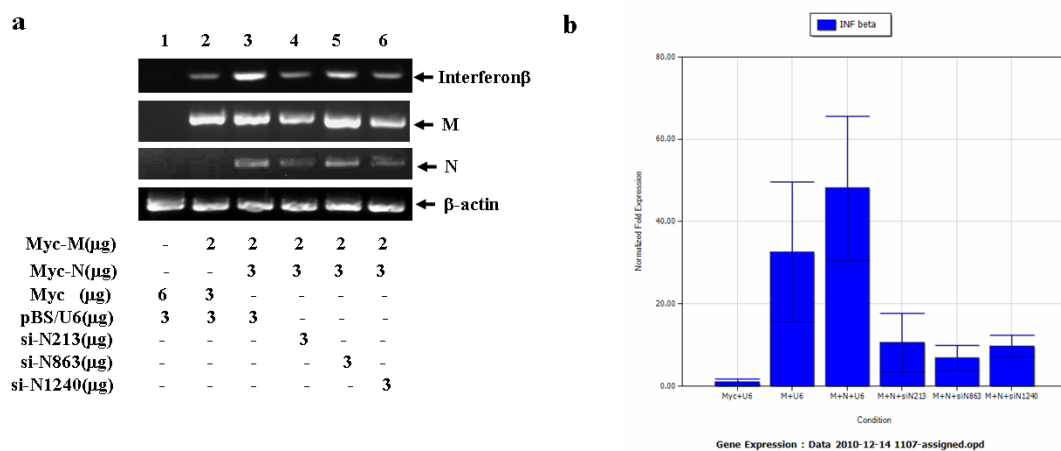 a
1 2 3 4 5 6
Interferonβ
M
N
β-actin
Myc-M(μg) - 2 2 2 2 2
Myc-N(μg) - - 3 3 3 3
Myc (μg) 6 3 - - - -
pBS/U6(μg) 3 3 3 - - -
si-N213(μg) - - - 3 - -
si-N863(μg) - - - - 3 -
si-N1240(μg) - - - - - 3
b
INF beta
80.00
60.00
40.00
20.00
0.00
Normalized Fold Expression
Myc+U6 M+U6 M+N+U6 M+N+siN213 M+N+siN863 M+N+siN1240
Condition
Gene Expression : Data 2010-12-14 1107-assigned.opd